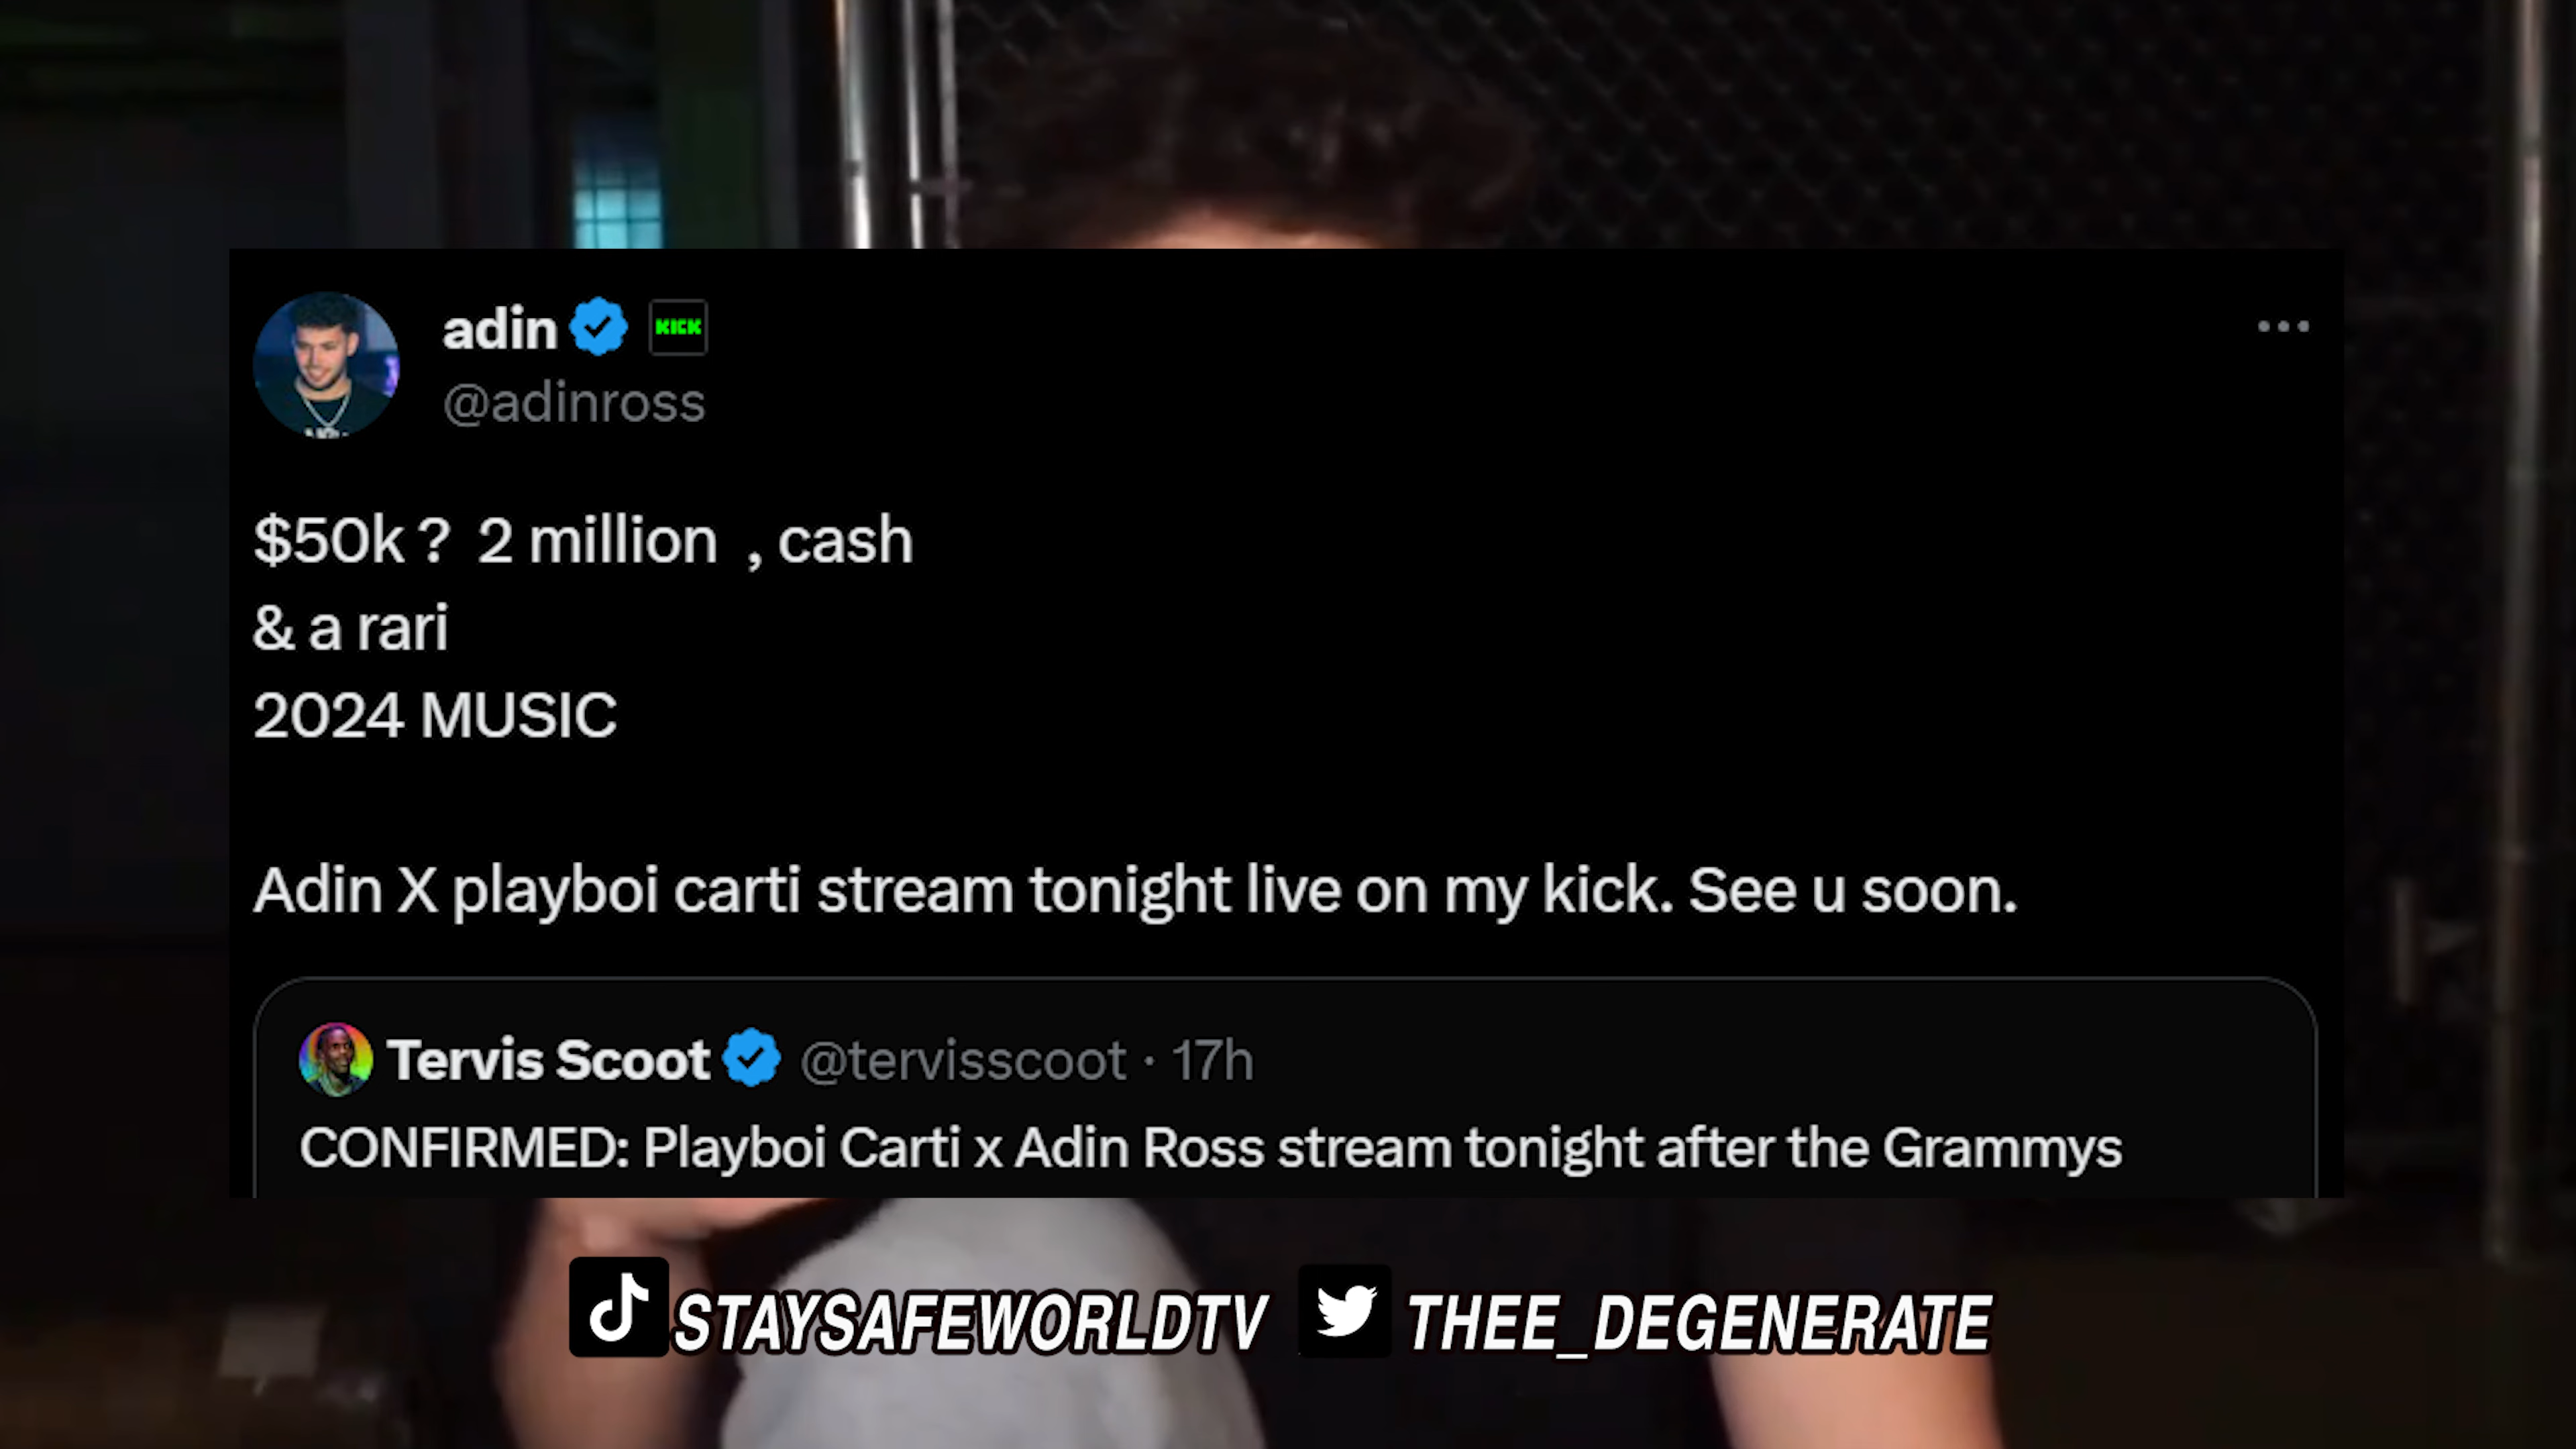 adin KICK
@adinross
$50k ? 2 million , cash
& a rari
2024 MUSIC
Adin X playboi carti stream tonight live on my kick. See u soon.
Tervis Scoot @tervisscoot · 17h
CONFIRMED: Playboi Carti x Adin Ross stream tonight after the Grammys
STAYSAFEWORLDTV THEE_DEGENERATE